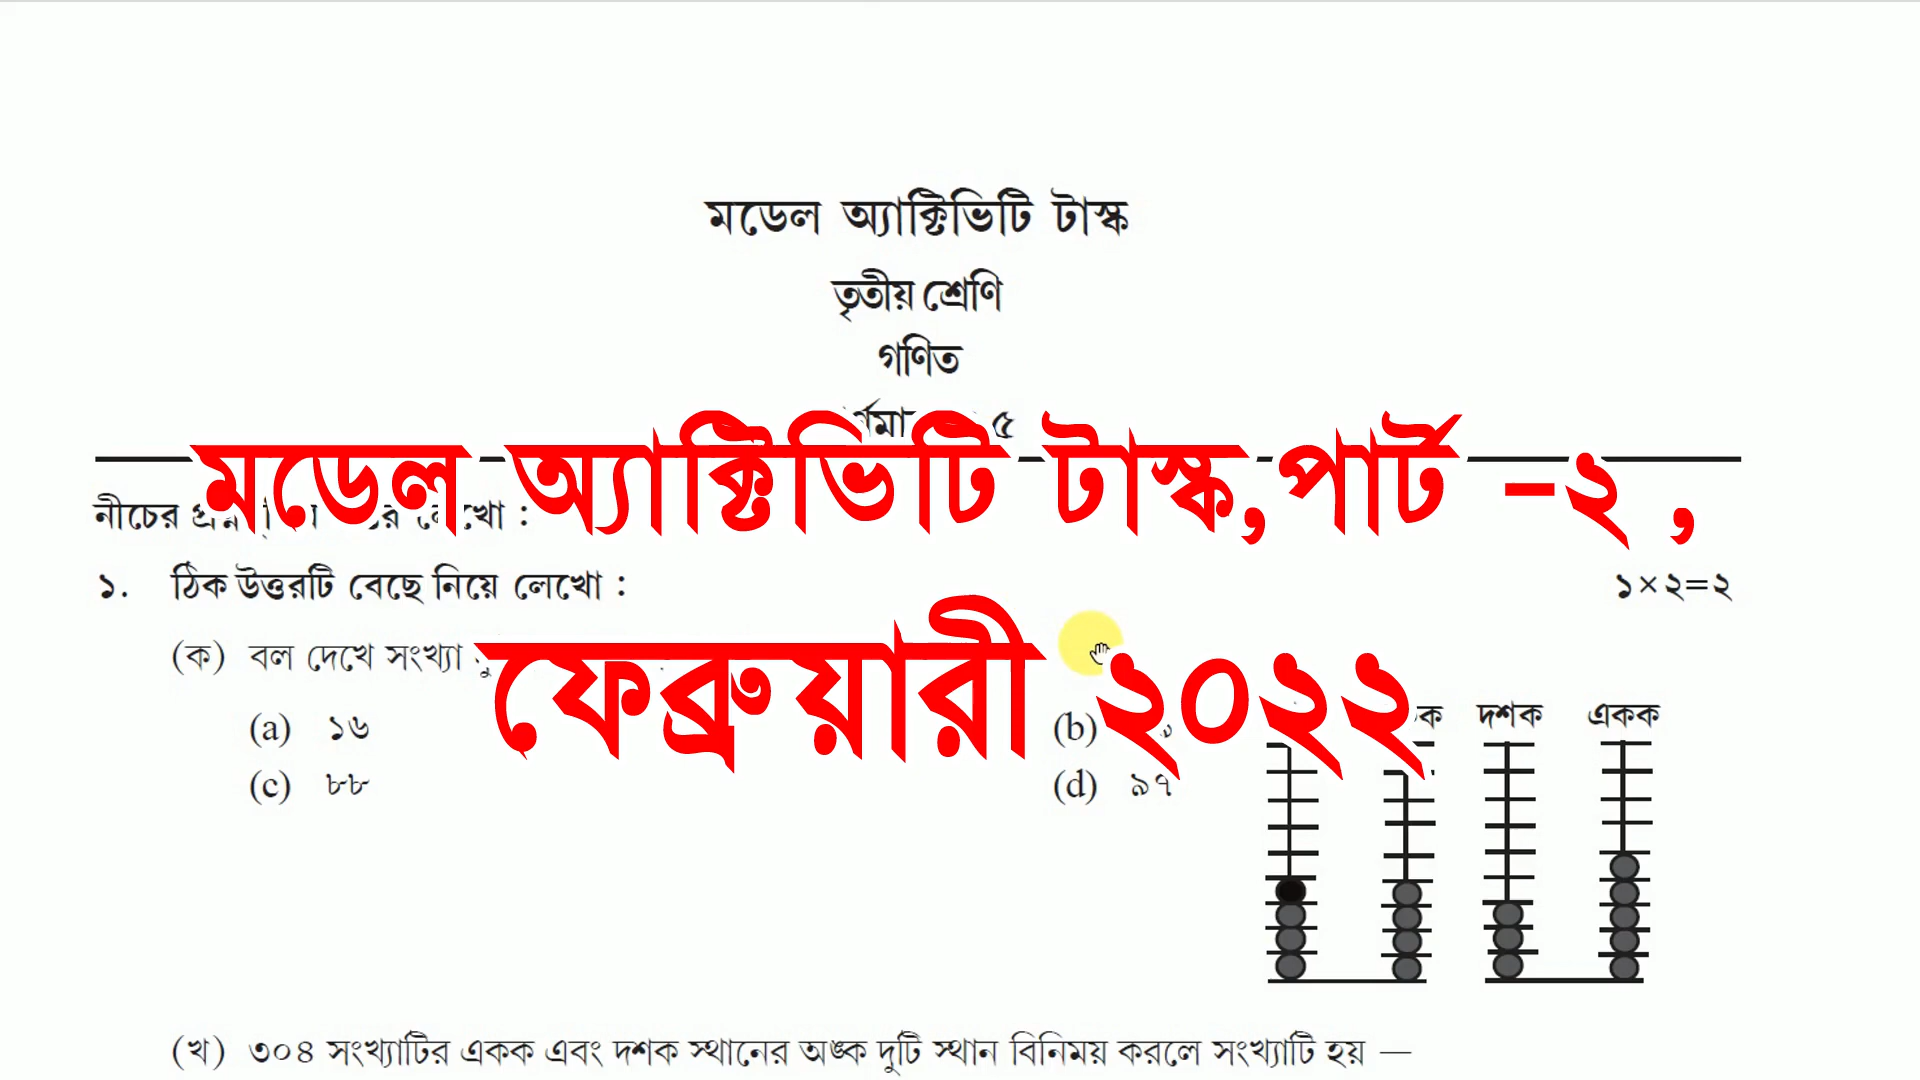 মডেল অ্যাক্টিভিটি টাস্ক
তৃতীয় শ্রেণি
গণিত
মডেল অ্যাক্টিভিটি টাস্ক,পার্ট -২ ,
নীচের
১. ঠিক উত্তরটি বেছে নিয়ে লেখো : ১×২=২
(ক) বল দেখে সংখ্যা
ফেব্রুয়ারী ২০২২
(a) ১৬ (b)
দশক একক
(c) ৮৮ (d) ৯৭
(খ) ৩০৪ সংখ্যাটির একক এবং দশক স্থানের অঙ্ক দুটি স্থান বিনিময় করলে সংখ্যাটি হয় —